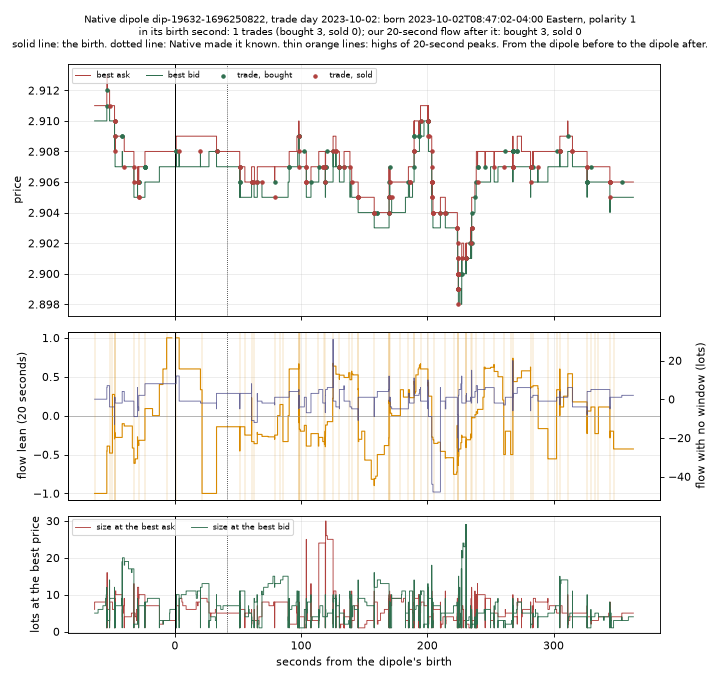 Native dipole dip-19632-1696250822, trade day 2023-10-02: born 2023-10-02T08:47:02-04:00 Eastern, polarity 1
in its birth second: 1 trades (bought 3, sold 0); our 20-second flow after it: bought 3, sold 0
solid line: the birth. dotted line: Native made it known. thin orange lines: highs of 20-second peaks. From the dipole before to the dipole after.
best ask best bid trade, bought trade, sold
2.912
2.910
2.908
2.906
2.904
2.902
2.900
2.898
price
1.0
0.5
0.0
−0.5
−1.0
flow lean (20 seconds)
20
0
−20
−40
flow with no window (lots)
size at the best ask size at the best bid
30
20
10
0
lots at the best price
0 100 200 300
seconds from the dipole's birth